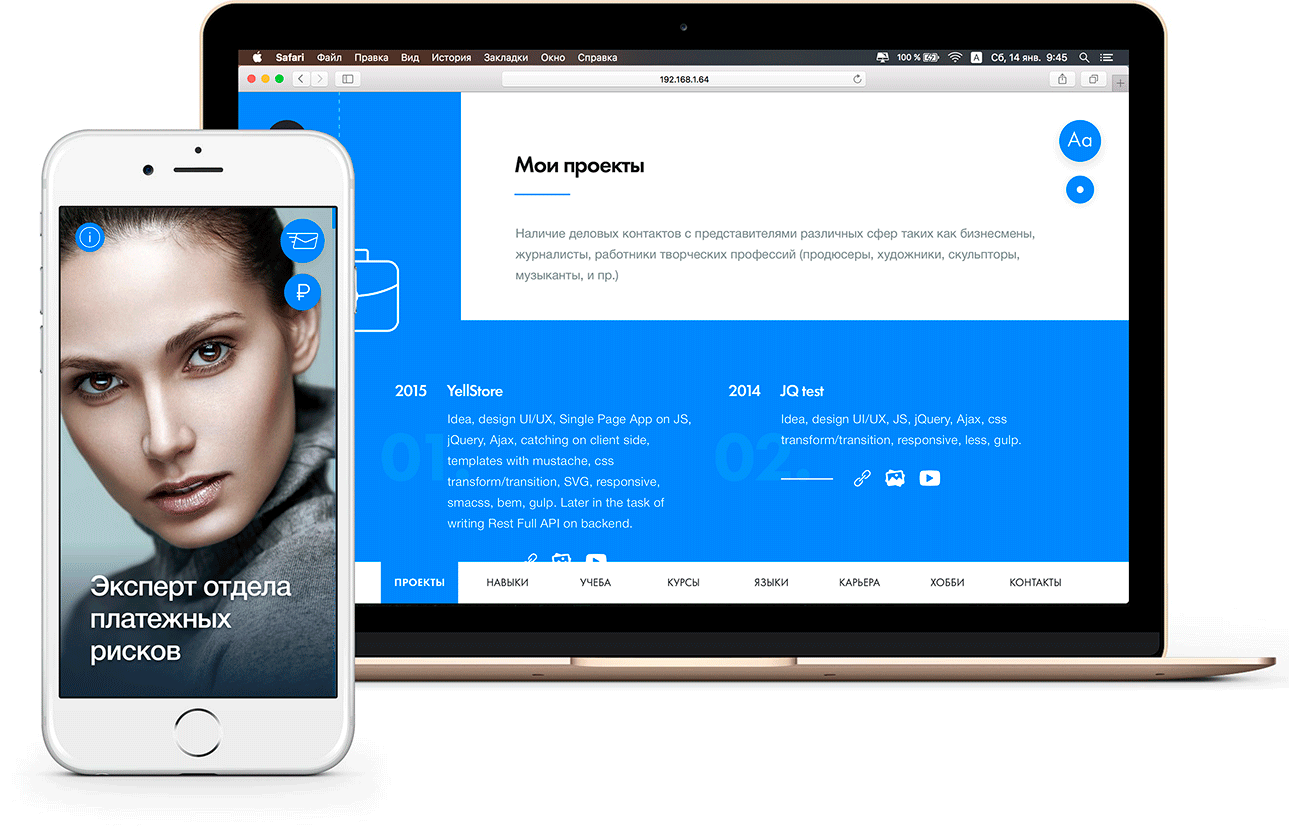 Safari Файл Правка Вид История Закладки Окно Справка 100 % A Сб, 14 янв. 9:45
192.168.1.64
Aa
Мои проекты
Наличие деловых контактов с представителями различных сфер таких как бизнесмены,
журналисты, работники творческих профессий (продюсеры, художники, скульпторы,
музыканты, и пр.)
2015 YellStore
Idea, design UI/UX, Single Page App on JS,
jQuery, Ajax, catching on client side,
templates with mustache, css
transform/transition, SVG, responsive,
smacss, bem, gulp. Later in the task of
writing Rest Full API on backend.
01.
2014 JQ test
Idea, design UI/UX, JS, jQuery, Ajax, css
transform/transition, responsive, less, gulp.
02.
ПРОЕКТЫ НАВЫКИ УЧЕБА КУРСЫ ЯЗЫКИ КАРЬЕРА ХОББИ КОНТАКТЫ
i
₽
Эксперт отдела
платежных
рисков